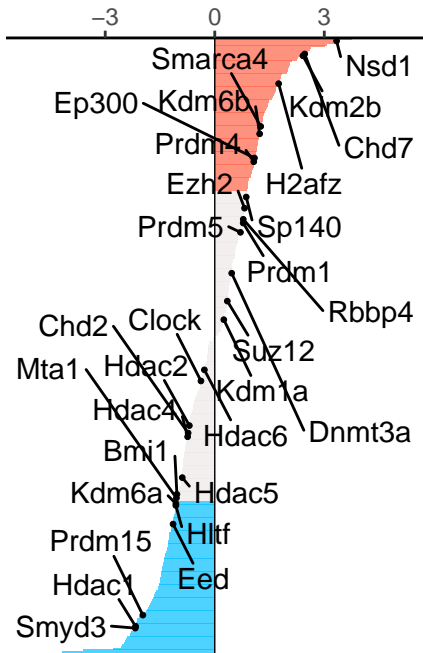 −3 0 3
Smarca4
Nsd1
Ep300
Kdm6b
Kdm2b
Prdm4
Chd7
Ezh2
H2afz
Prdm5
Sp140
Prdm1
Rbbp4
Chd2
Clock
Suz12
Mta1
Hdac2
Kdm1a
Hdac4
Hdac6
Dnmt3a
Bmi1
Kdm6a
Hdac5
Prdm15
Hltf
Hdac1
Eed
Smyd3